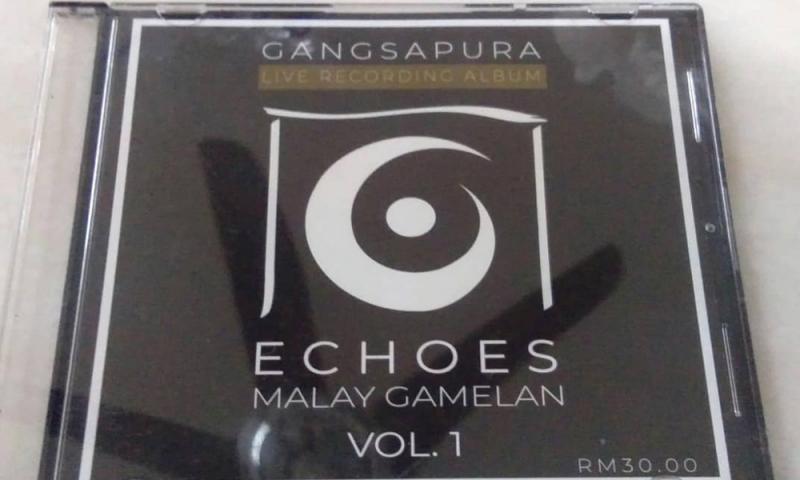 GANGSAPURA
LIVE RECORDING ALBUM
ECHOES
MALAY GAMELAN
VOL. 1
RM30.00